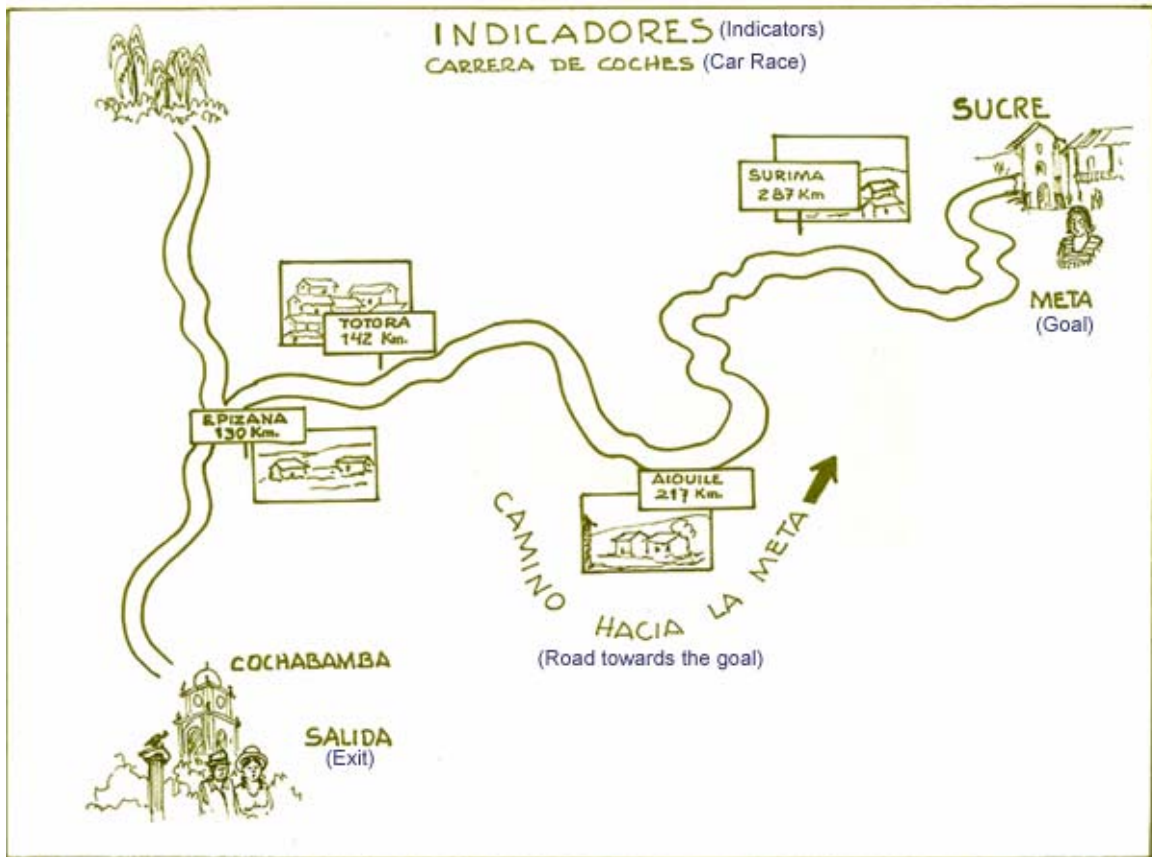 INDICADORES (Indicators)
CARRERA DE COCHES (Car Race)
SUCRE
SURIMA
287 Km
META
(Goal)
TOTORA
142 Km.
EPIZANA
130 Km.
AIQUILE
217 Km.
CAMINO HACIA LA META
(Road towards the goal)
COCHABAMBA
SALIDA
(Exit)